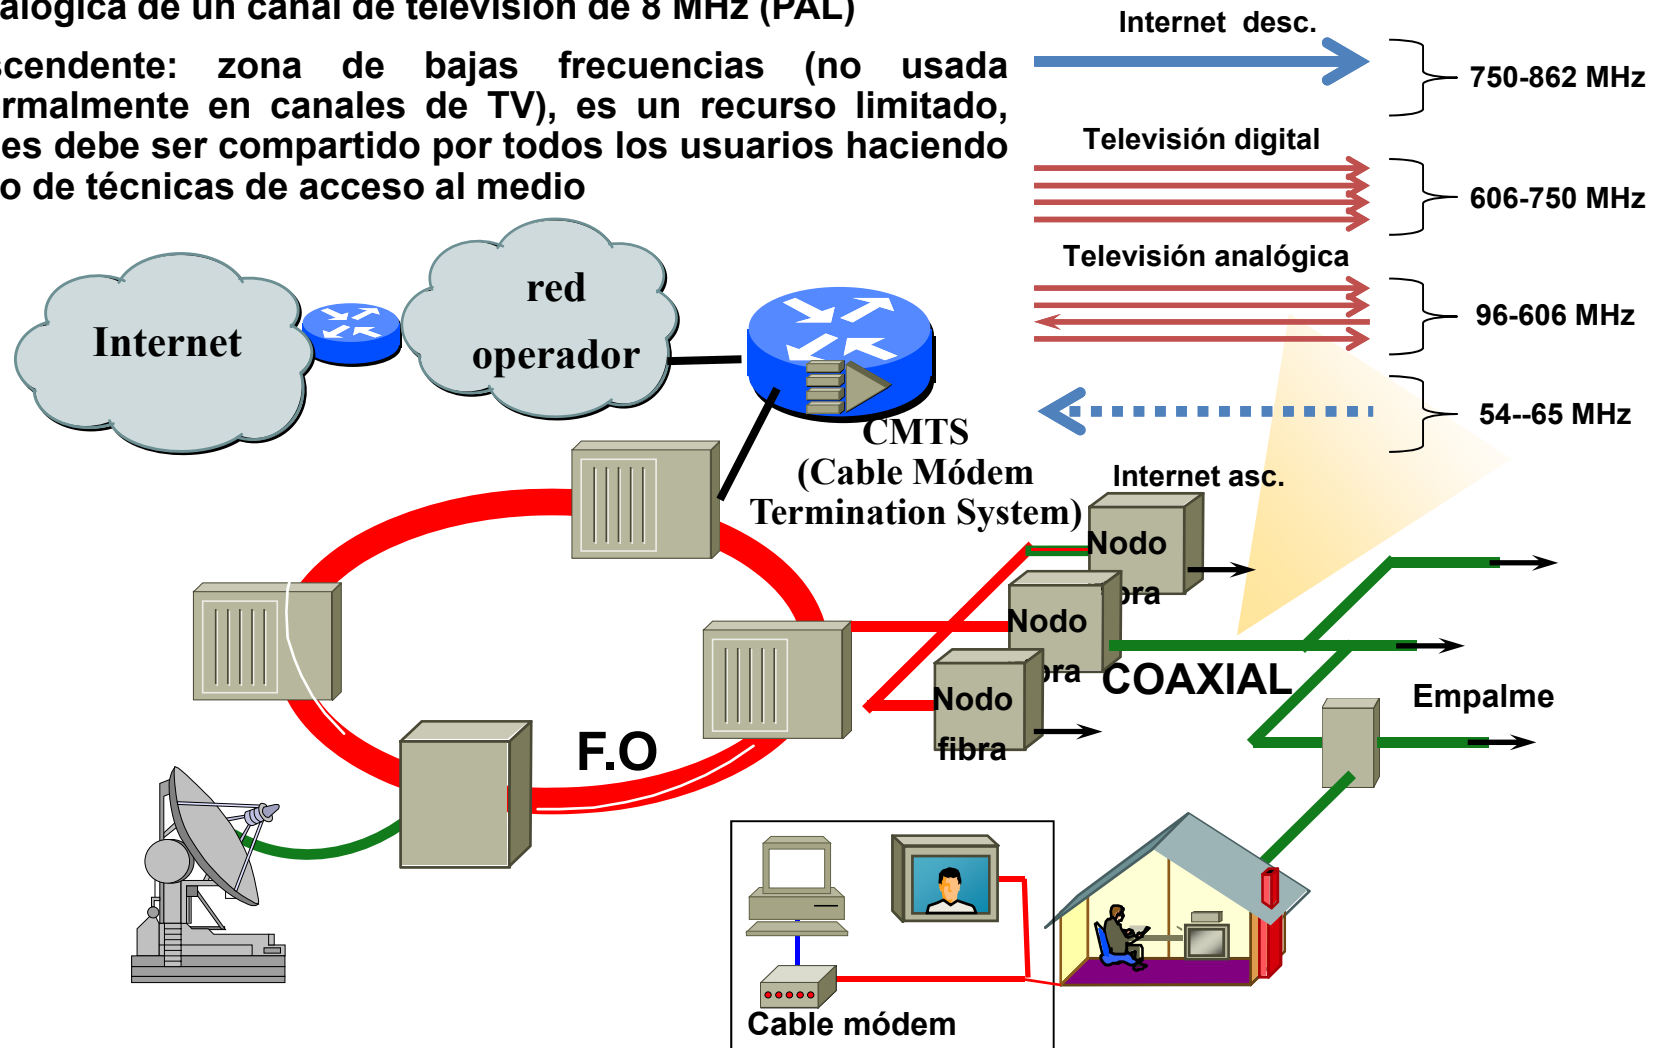 alógica de un canal de televisión de 8 MHz (PAL)
scendente: zona de bajas frecuencias (no usada
rmalmente en canales de TV), es un recurso limitado,
es debe ser compartido por todos los usuarios haciendo
o de técnicas de acceso al medio
Internet desc.
750-862 MHz
Televisión digital
606-750 MHz
Televisión analógica
96-606 MHz
54--65 MHz
Internet asc.
Internet
red
operador
CMTS
(Cable Módem
Termination System)
Nodo
bra
Nodo
bra
Nodo
fibra
COAXIAL
Empalme
F.O
Cable módem